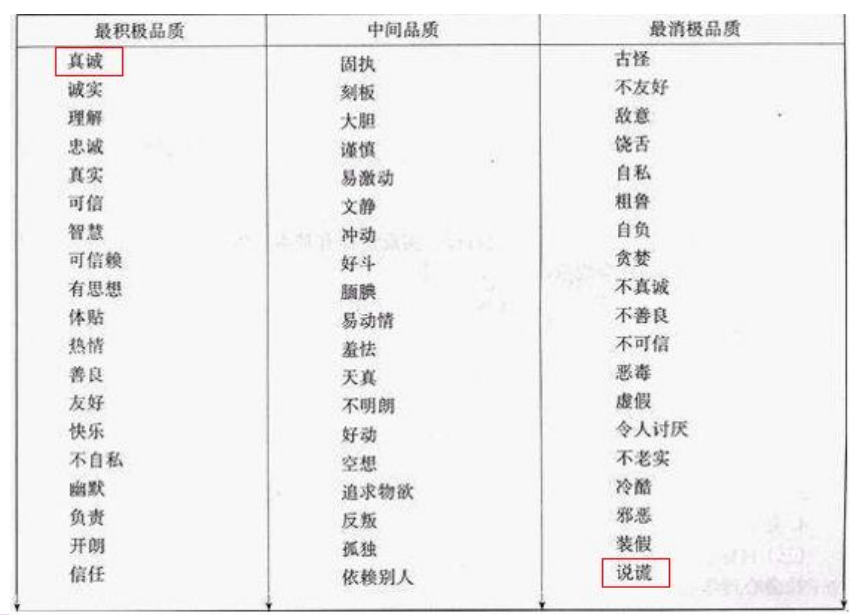 最积极品质 中间品质 最消极品质
真诚 固执 古怪
诚实 刻板 不友好
理解 大胆 敌意
忠诚 谨慎 饶舌
真实 易激动 自私
可信 文静 粗鲁
智慧 冲动 自负
可信赖 好斗 贪婪
有思想 腼腆 不真诚
体贴 易动情 不善良
热情 羞怯 不可信
善良 天真 恶毒
友好 不明朗 虚假
快乐 好动 令人讨厌
不自私 空想 不老实
幽默 追求物欲 冷酷
负责 反叛 邪恶
开朗 孤独 装假
信任 依赖别人 说谎